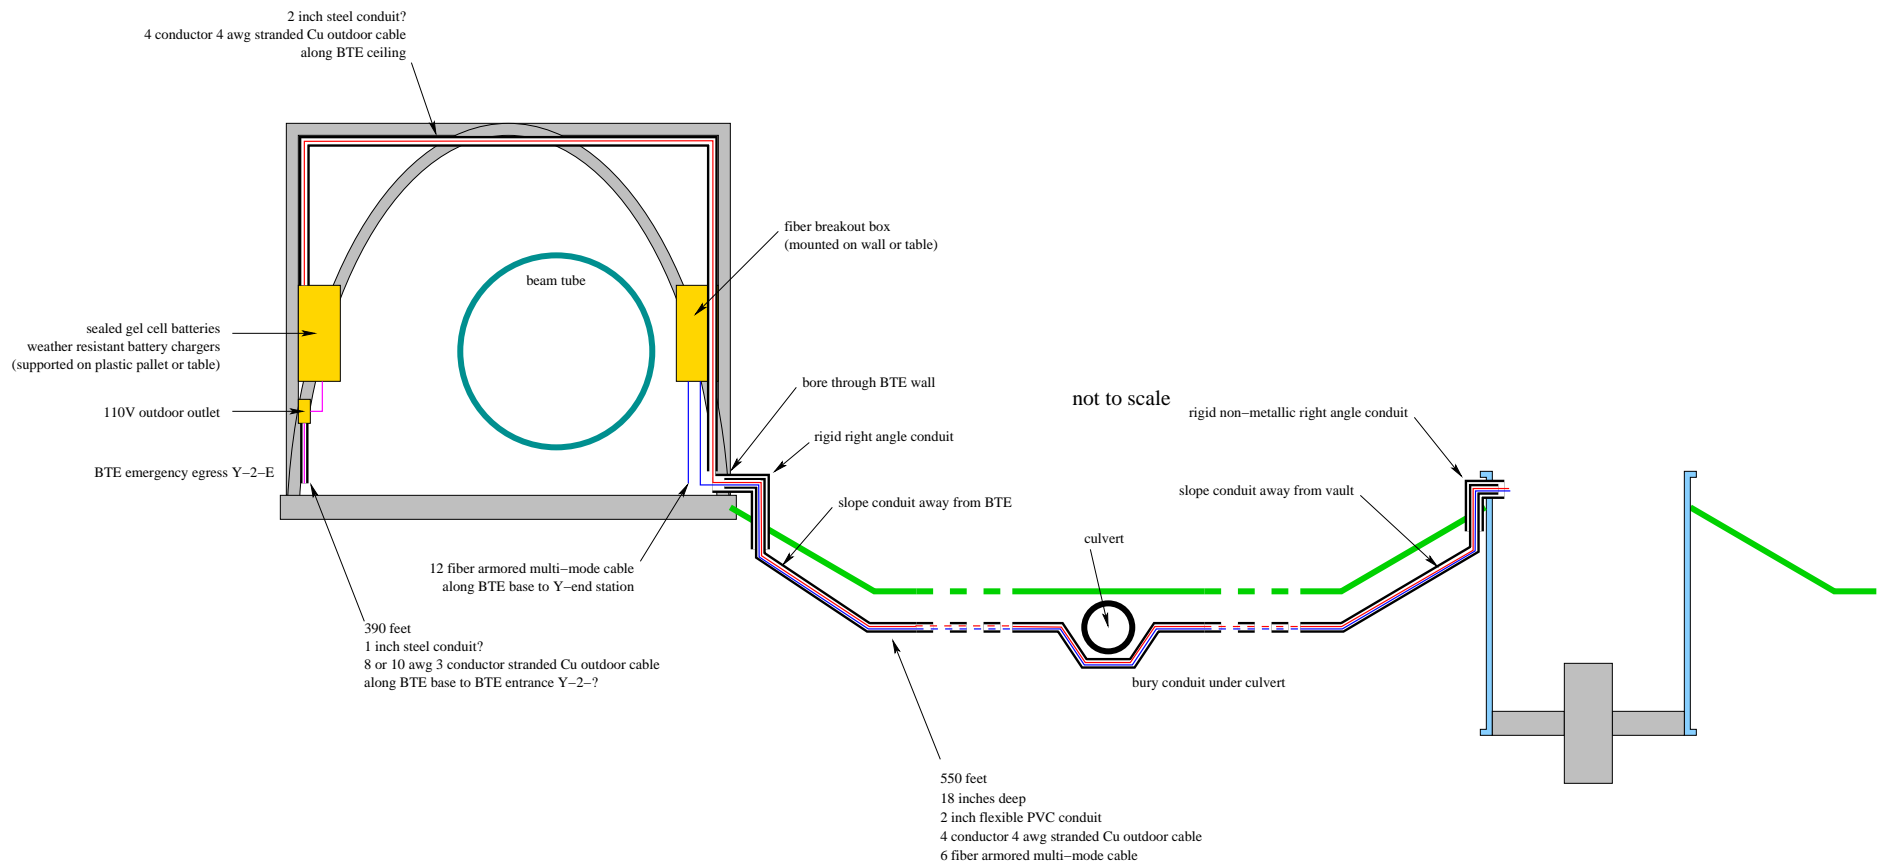 2 inch steel conduit?
4 conductor 4 awg stranded Cu outdoor cable
along BTE ceiling
fiber breakout box
(mounted on wall or table)
beam tube
sealed gel cell batteries
weather resistant battery chargers
(supported on plastic pallet or table)
110V outdoor outlet
BTE emergency egress Y−2−E
bore through BTE wall
rigid right angle conduit
slope conduit away from BTE
not to scale
rigid non−metallic right angle conduit
slope conduit away from vault
culvert
12 fiber armored multi−mode cable
along BTE base to Y−end station
390 feet
1 inch steel conduit?
8 or 10 awg 3 conductor stranded Cu outdoor cable
along BTE base to BTE entrance Y−2−?
bury conduit under culvert
550 feet
18 inches deep
2 inch flexible PVC conduit
4 conductor 4 awg stranded Cu outdoor cable
6 fiber armored multi−mode cable